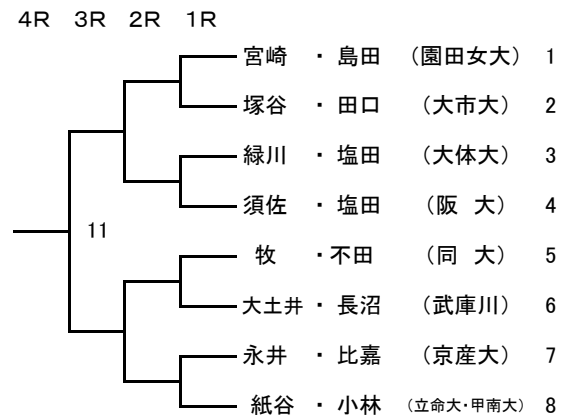 4R 3R 2R 1R
宮崎 ・ 島田 (園田女大) 1
塚谷 ・ 田口 (大市大) 2
緑川 ・ 塩田 (大体大) 3
須佐 ・ 塩田 (阪 大) 4
11
牧 ・不田 (同 大) 5
大土井 ・ 長沼 (武庫川) 6
永井 ・ 比嘉 (京産大) 7
紙谷 ・ 小林 (立命大・甲南大) 8